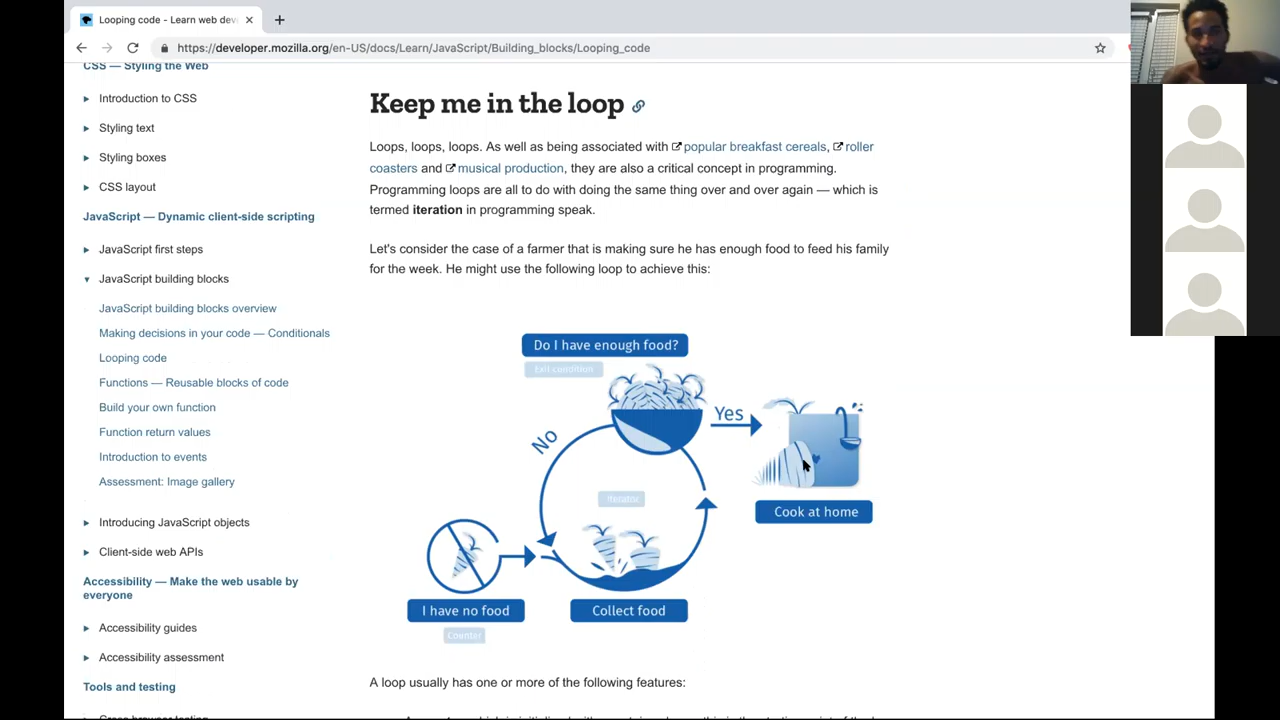 Looping code - Learn web dev
https://developer.mozilla.org/en-US/docs/Learn/JavaScript/Building_blocks/Looping_code
CSS — Styling the Web
Introduction to CSS
Styling text
Styling boxes
CSS layout
JavaScript — Dynamic client-side scripting
JavaScript first steps
JavaScript building blocks
JavaScript building blocks overview
Making decisions in your code — Conditionals
Looping code
Functions — Reusable blocks of code
Build your own function
Function return values
Introduction to events
Assessment: Image gallery
Introducing JavaScript objects
Client-side web APIs
Accessibility — Make the web usable by
everyone
Accessibility guides
Accessibility assessment
Tools and testing
Cross browser testing
Keep me in the loop
Loops, loops, loops. As well as being associated with popular breakfast cereals, roller
coasters and musical production, they are also a critical concept in programming.
Programming loops are all to do with doing the same thing over and over again — which is
termed iteration in programming speak.
Let's consider the case of a farmer that is making sure he has enough food to feed his family
for the week. He might use the following loop to achieve this:
Do I have enough food?
Exit condition
Yes
No
Iterator
Cook at home
I have no food
Collect food
Counter
A loop usually has one or more of the following features: